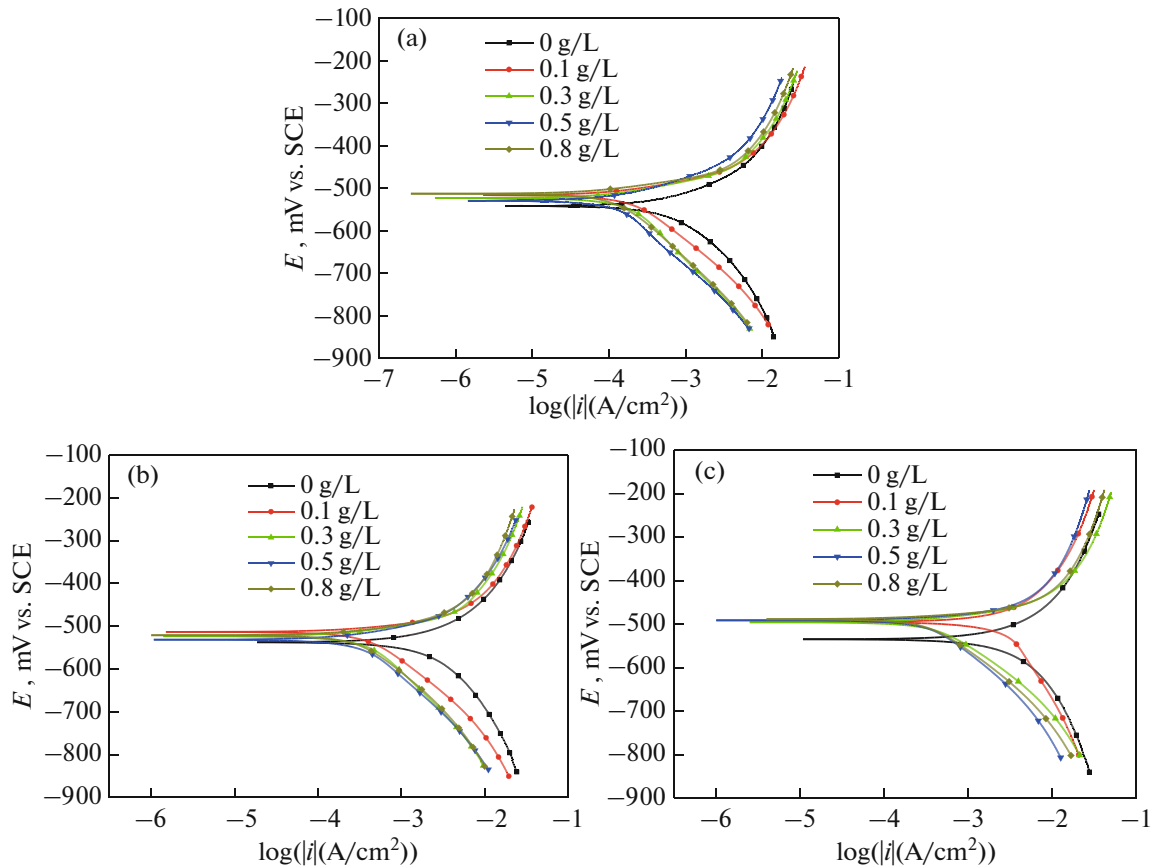 (a)
0 g/L
0.1 g/L
0.3 g/L
0.5 g/L
0.8 g/L
−100
−200
−300
−400
−500
−600
−700
−800
−900
E , mV vs. SCE
−7 −6 −5 −4 −3 −2 −1
log(|i|(A/cm²))
(b)
0 g/L
0.1 g/L
0.3 g/L
0.5 g/L
0.8 g/L
−100
−200
−300
−400
−500
−600
−700
−800
−900
E , mV vs. SCE
−6 −5 −4 −3 −2 −1
log(|i|(A/cm²))
(c)
0 g/L
0.1 g/L
0.3 g/L
0.5 g/L
0.8 g/L
−100
−200
−300
−400
−500
−600
−700
−800
−900
E , mV vs. SCE
−6 −5 −4 −3 −2 −1
log(|i|(A/cm²))